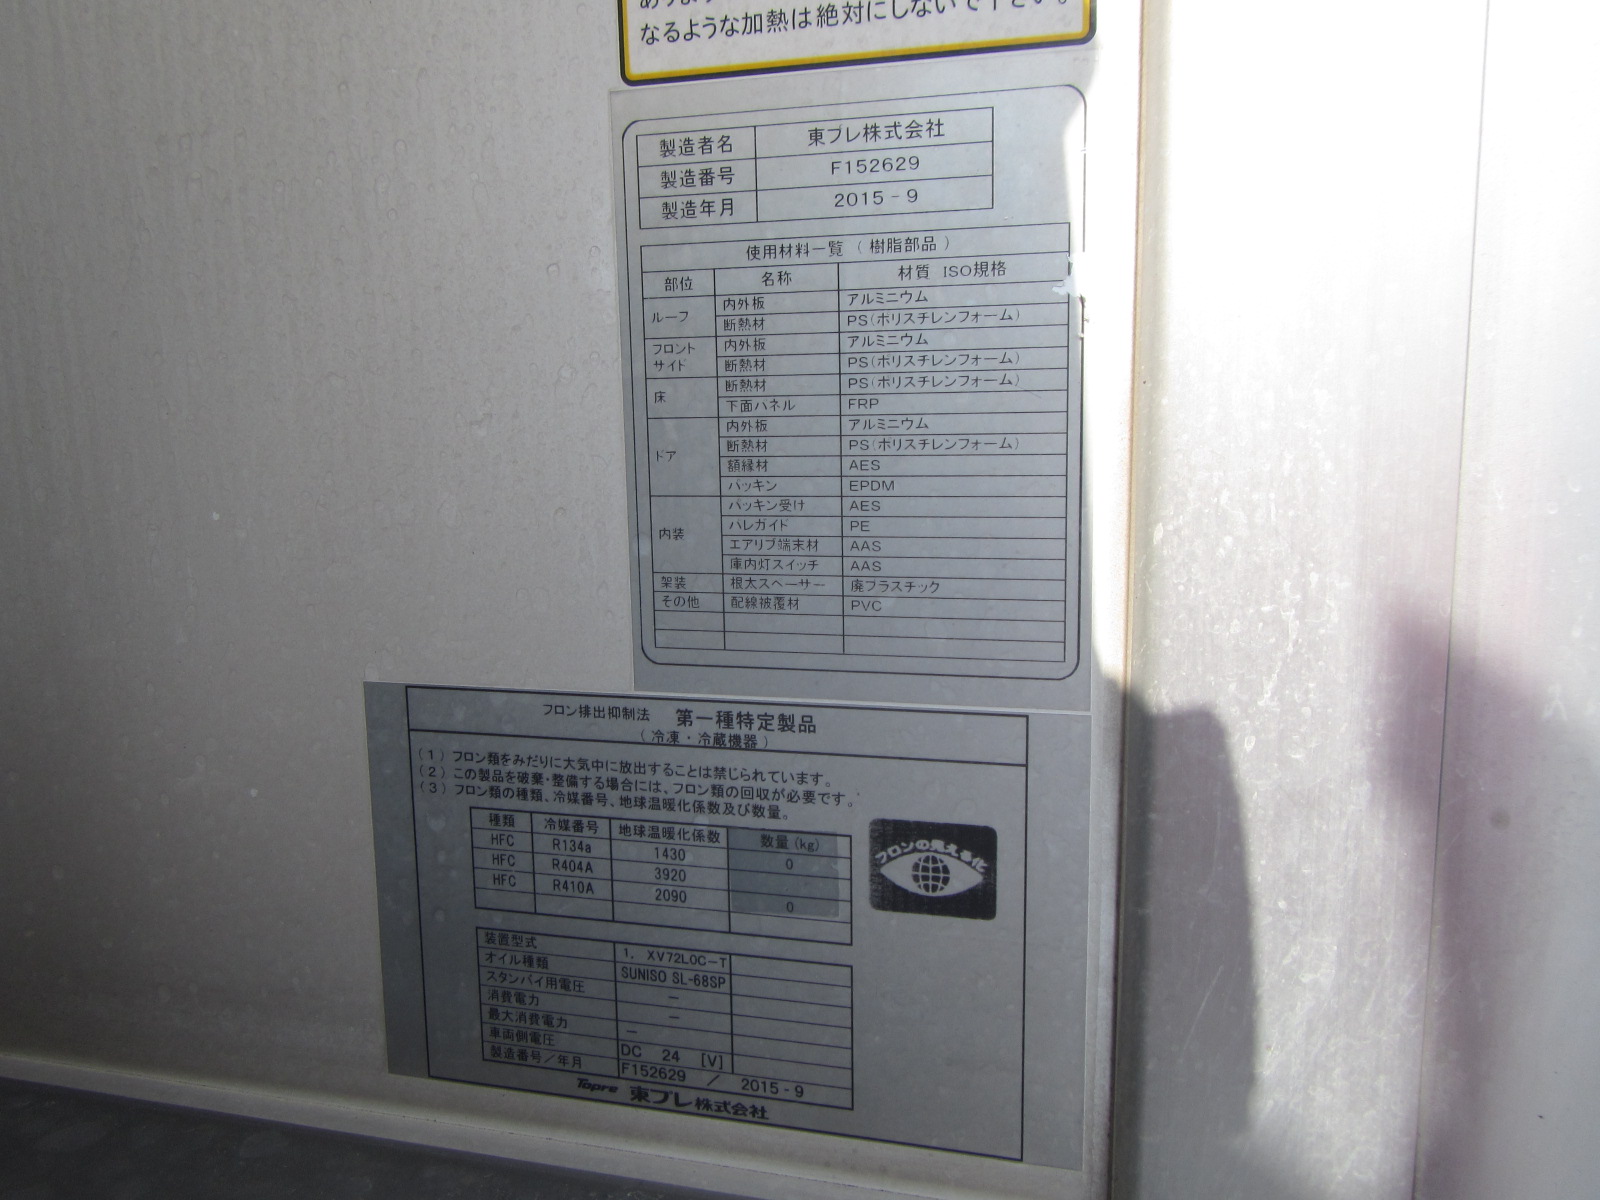 なるような加熱は絶対にしないで下さい。
製造者名 東プレ株式会社
製造番号 F152629
製造年月 2015-9
使用材料一覧 (樹脂部品)
部位 名称 材質 ISO規格
ルーフ 内外板 アルミニウム
断熱材 PS(ポリスチレンフォーム)
フロント サイド 内外板 アルミニウム
断熱材 PS(ポリスチレンフォーム)
床 断熱材 PS(ポリスチレンフォーム)
下面パネル FRP
ドア 内外板 アルミニウム
断熱材 PS(ポリスチレンフォーム)
額縁材 AES
パッキン EPDM
内装 パッキン受け AES
ハレガイド PE
エアリブ端末材 AAS
庫内灯スイッチ AAS
架装 根太スペーサー 廃プラスチック
その他 配線被覆材 PVC
フロン排出抑制法 第一種特定製品
(冷凍・冷蔵機器)
(1) フロン類をみだりに大気中に放出することは禁じられています。
(2) この製品を破棄・整備する場合には、フロン類の回収が必要です。
(3) フロン類の種類、冷媒番号、地球温暖化係数及び数量。
種類 冷媒番号 地球温暖化係数 数量(kg)
HFC R134a 1430 0
HFC R404A 3920
HFC R410A 2090 0
フロンの見える化
装置型式 1. XV72LOC-T
オイル種類 SUNISO SL-68SP
スタンバイ用電圧 —
消費電力 —
最大消費電力 —
車両側電圧 DC 24 [V]
製造番号/年月 F152629 / 2015-9
Topre 東プレ株式会社